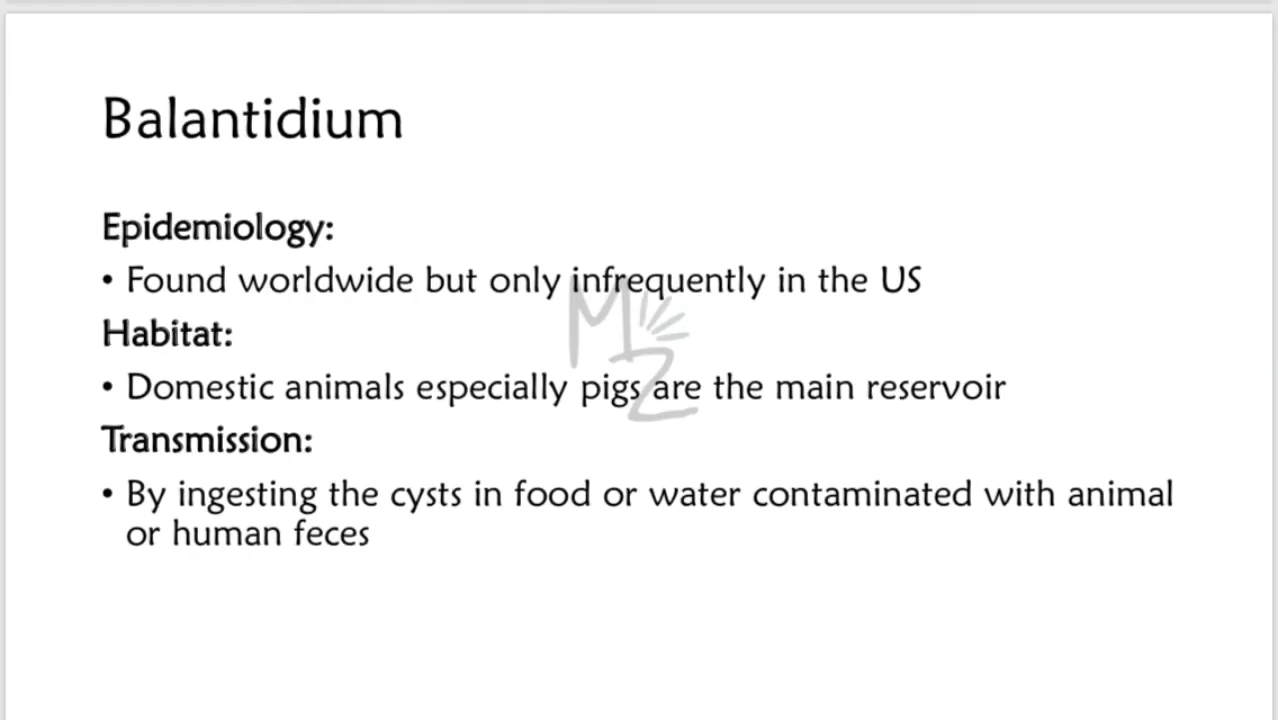 Balantidium
Epidemiology:
• Found worldwide but only infrequently in the US
Habitat:
• Domestic animals especially pigs are the main reservoir
Transmission:
• By ingesting the cysts in food or water contaminated with animal
or human feces
MZ